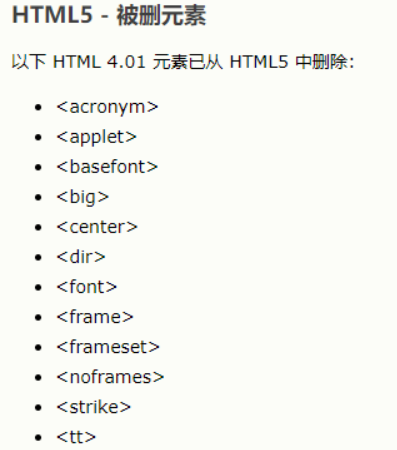 HTML5 - 被删元素
以下 HTML 4.01 元素已从 HTML5 中删除：
• <acronym>
• <applet>
• <basefont>
• <big>
• <center>
• <dir>
• <font>
• <frame>
• <frameset>
• <noframes>
• <strike>
• <tt>